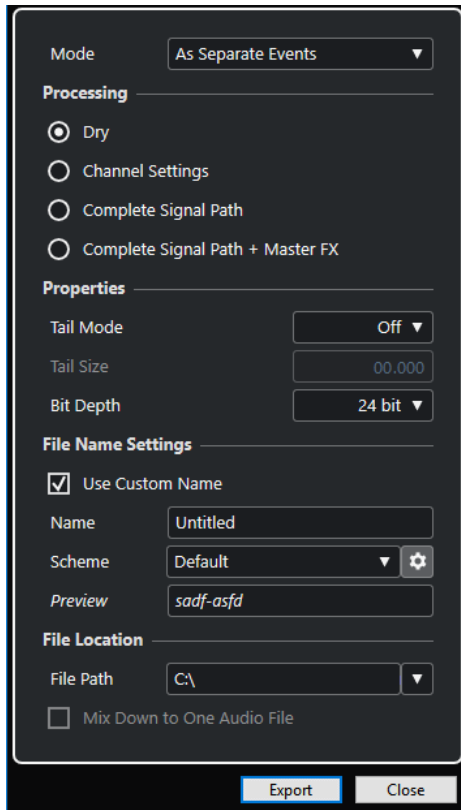 Mode As Separate Events
Processing
Dry
Channel Settings
Complete Signal Path
Complete Signal Path + Master FX
Properties
Tail Mode Off
Tail Size 00.000
Bit Depth 24 bit
File Name Settings
Use Custom Name
Name Untitled
Scheme Default
Preview sadf-asfd
File Location
File Path C:\
Mix Down to One Audio File
Export Close